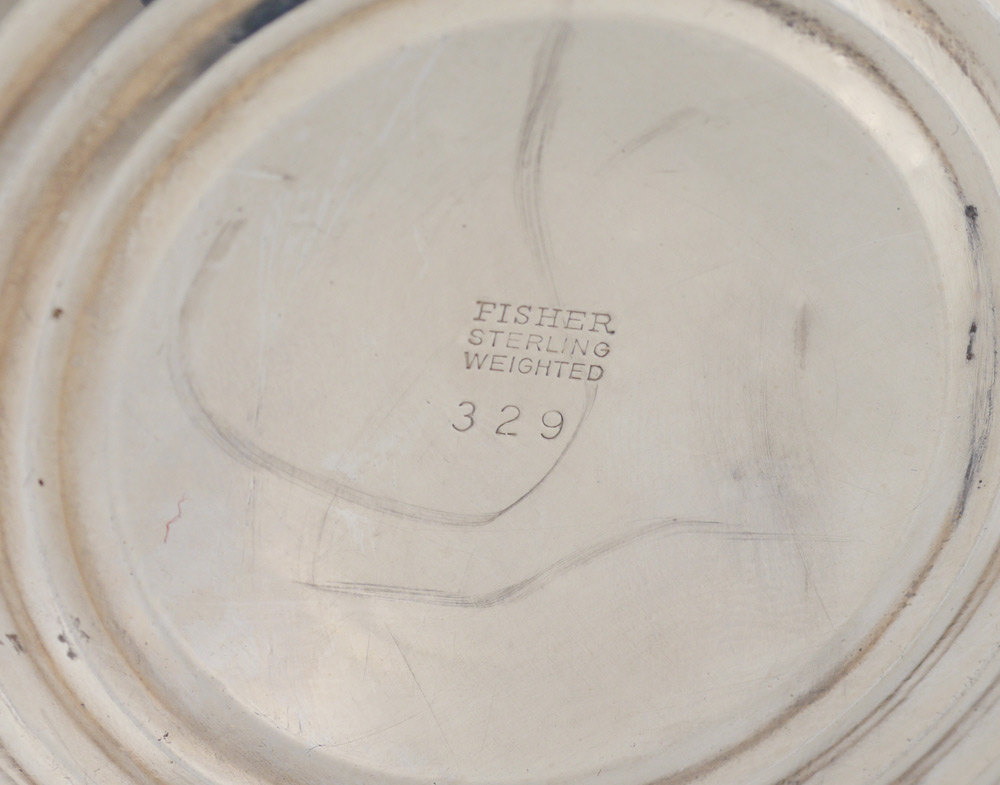 FISHER
STERLING
WEIGHTED
329